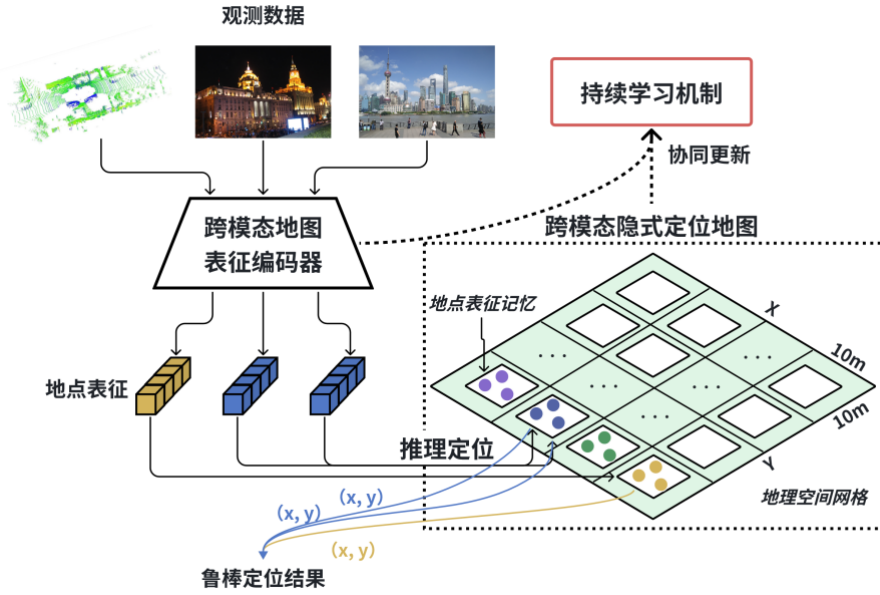 观测数据
持续学习机制
协同更新
跨模态地图
表征编码器
跨模态隐式定位地图
地点表征记忆
X
10m
...
...
...
...
地点表征
10m
推理定位
Y
地理空间网格
(x, y)
(x, y)
(x, y)
鲁棒定位结果